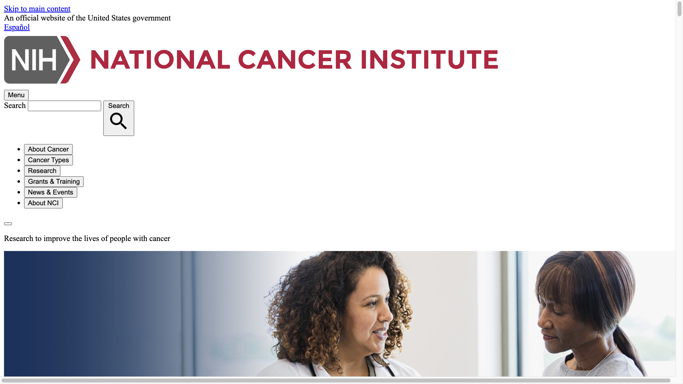 Skip to main content
An official website of the United States government
Español
NIH NATIONAL CANCER INSTITUTE
Menu
Search Search
About Cancer
Cancer Types
Research
Grants & Training
News & Events
About NCI
Research to improve the lives of people with cancer